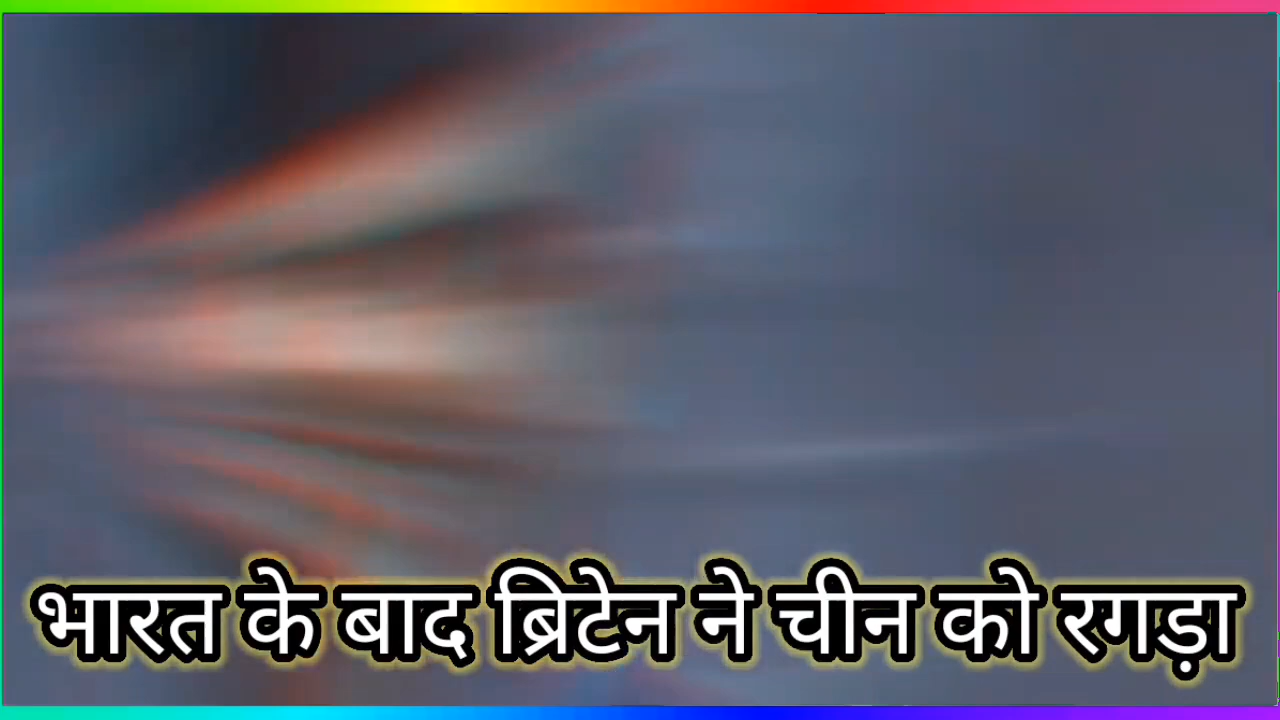 भारत के बाद ब्रिटेन ने चीन को रगड़ा